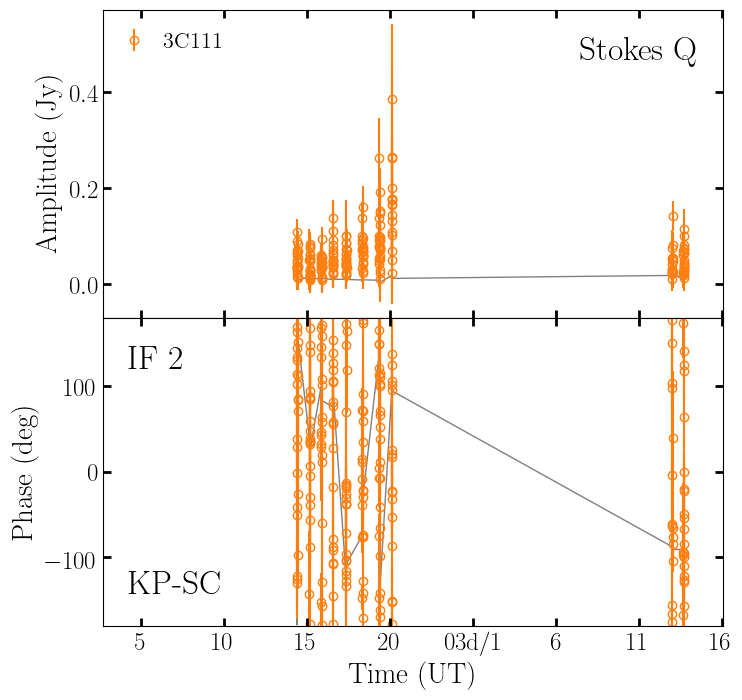 3C111
Stokes Q
Amplitude (Jy)
0.4
0.2
0.0
IF 2
Phase (deg)
100
0
−100
KP-SC
5 10 15 20 03d/1 6 11 16
Time (UT)